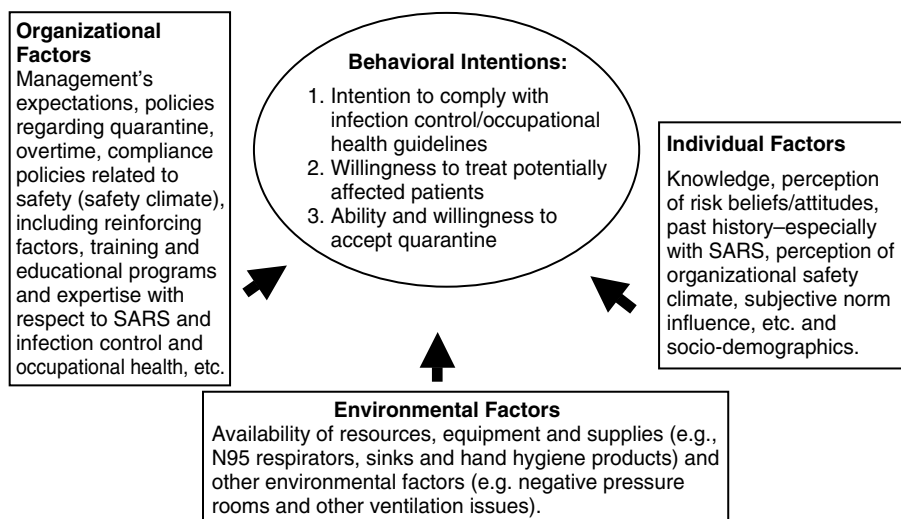 Organizational
Factors
Management's
expectations, policies
regarding quarantine,
overtime, compliance
policies related to
safety (safety climate),
including reinforcing
factors, training and
educational programs
and expertise with
respect to SARS and
infection control and
occupational health, etc.
Behavioral Intentions:
1. Intention to comply with
infection control/occupational
health guidelines
2. Willingness to treat potentially
affected patients
3. Ability and willingness to
accept quarantine
Individual Factors
Knowledge, perception
of risk beliefs/attitudes,
past history–especially
with SARS, perception of
organizational safety
climate, subjective norm
influence, etc. and
socio-demographics.
Environmental Factors
Availability of resources, equipment and supplies (e.g.,
N95 respirators, sinks and hand hygiene products) and
other environmental factors (e.g. negative pressure
rooms and other ventilation issues).